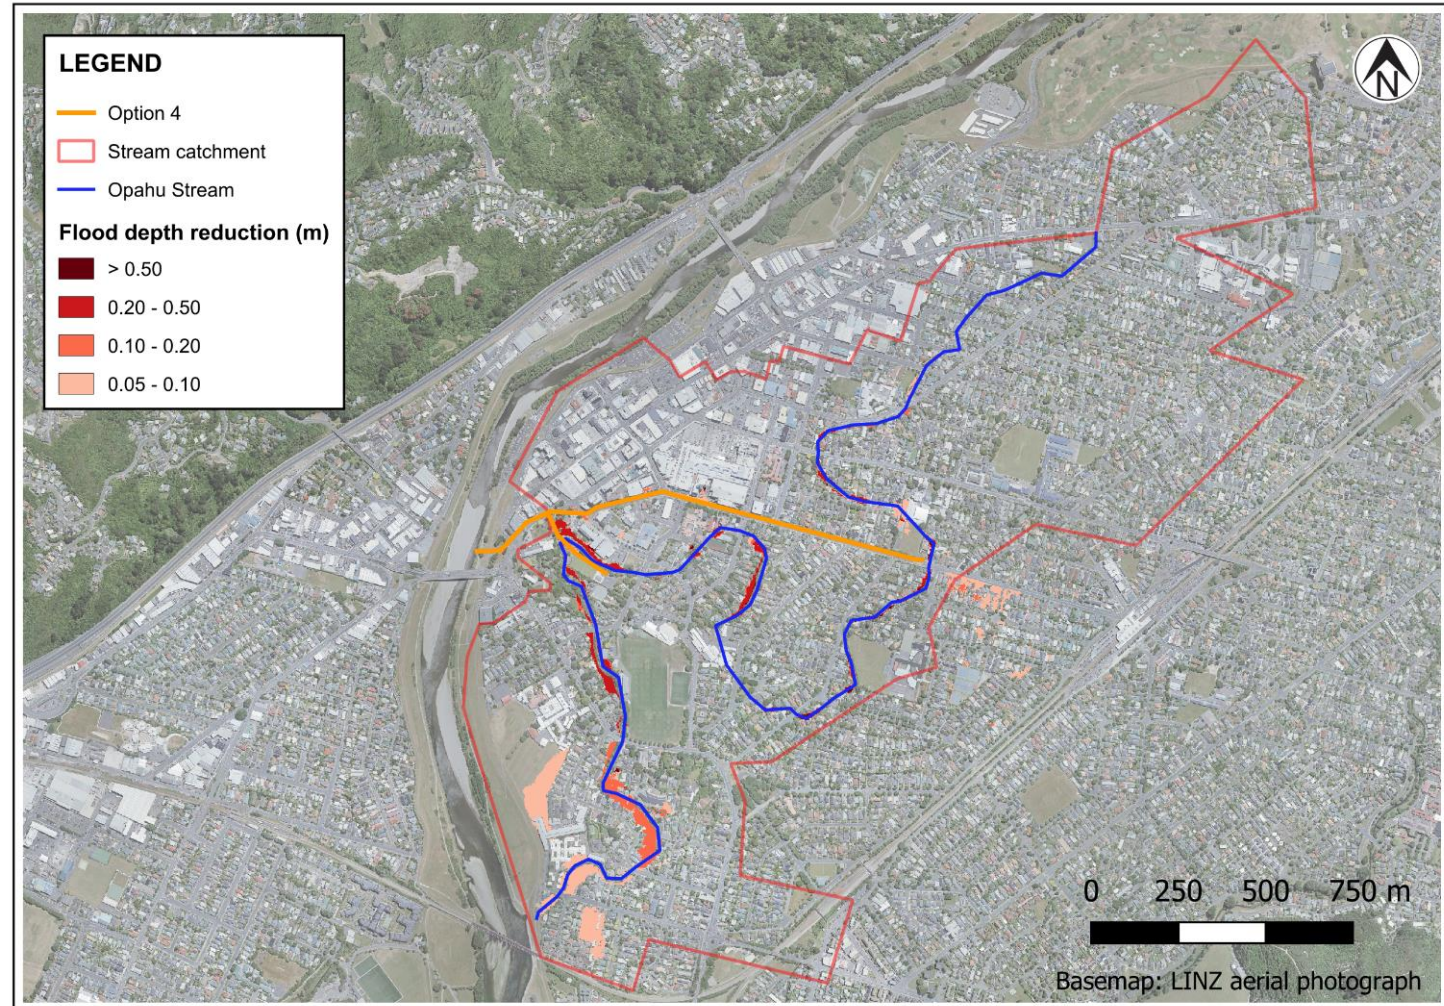 LEGEND
Option 4
Stream catchment
Opahu Stream
Flood depth reduction (m)
> 0.50
0.20 - 0.50
0.10 - 0.20
0.05 - 0.10
N
0 250 500 750 m
Basemap: LINZ aerial photograph